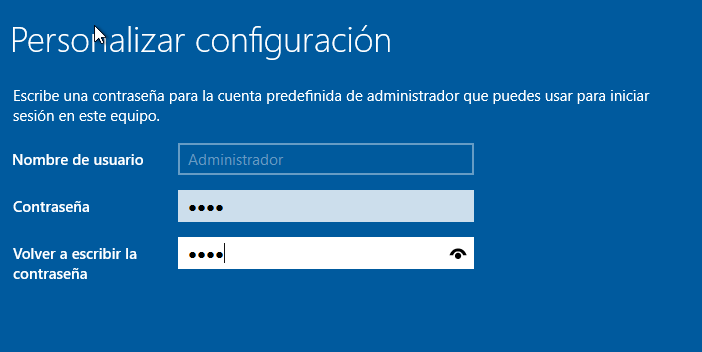 Personalizar configuración
Escribe una contraseña para la cuenta predefinida de administrador que puedes usar para iniciar
sesión en este equipo.
Nombre de usuario
Administrador
Contraseña
••••
Volver a escribir la
contraseña
••••